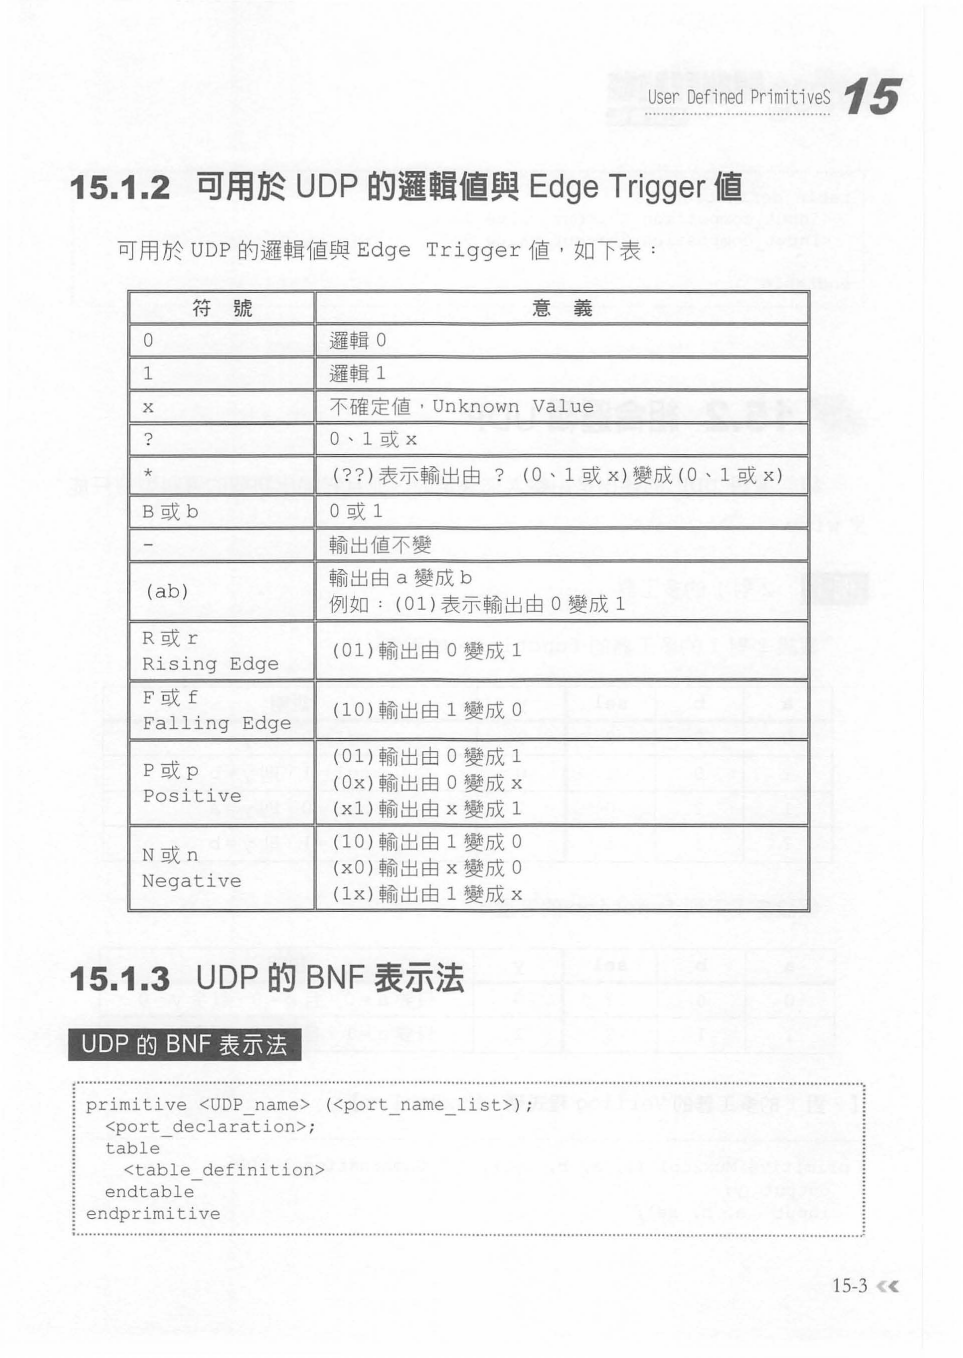 User Defined PrimitiveS 15
15.1.2 可用於 UDP 的邏輯值與 Edge Trigger 值
可用於 UDP 的邏輯值與 Edge Trigger 值，如下表：
符 號 意 義
0 邏輯 0
1 邏輯 1
x 不確定值，Unknown Value
? 0、1 或 x
* (??)表示輸出由 ? (0、1 或 x)變成(0、1 或 x)
B 或 b 0 或 1
- 輸出值不變
(ab) 輸出由 a 變成 b
例如：(01)表示輸出由 0 變成 1
R 或 r
Rising Edge
(01)輸出由 0 變成 1
F 或 f
Falling Edge
(10)輸出由 1 變成 0
P 或 p
Positive
(01)輸出由 0 變成 1
(0x)輸出由 0 變成 x
(x1)輸出由 x 變成 1
N 或 n
Negative
(10)輸出由 1 變成 0
(x0)輸出由 x 變成 0
(1x)輸出由 1 變成 x
15.1.3 UDP 的 BNF 表示法
UDP 的 BNF 表示法
primitive <UDP_name> (<port_name_list>);
<port_declaration>;
table
<table_definition>
endtable
endprimitive
15-3